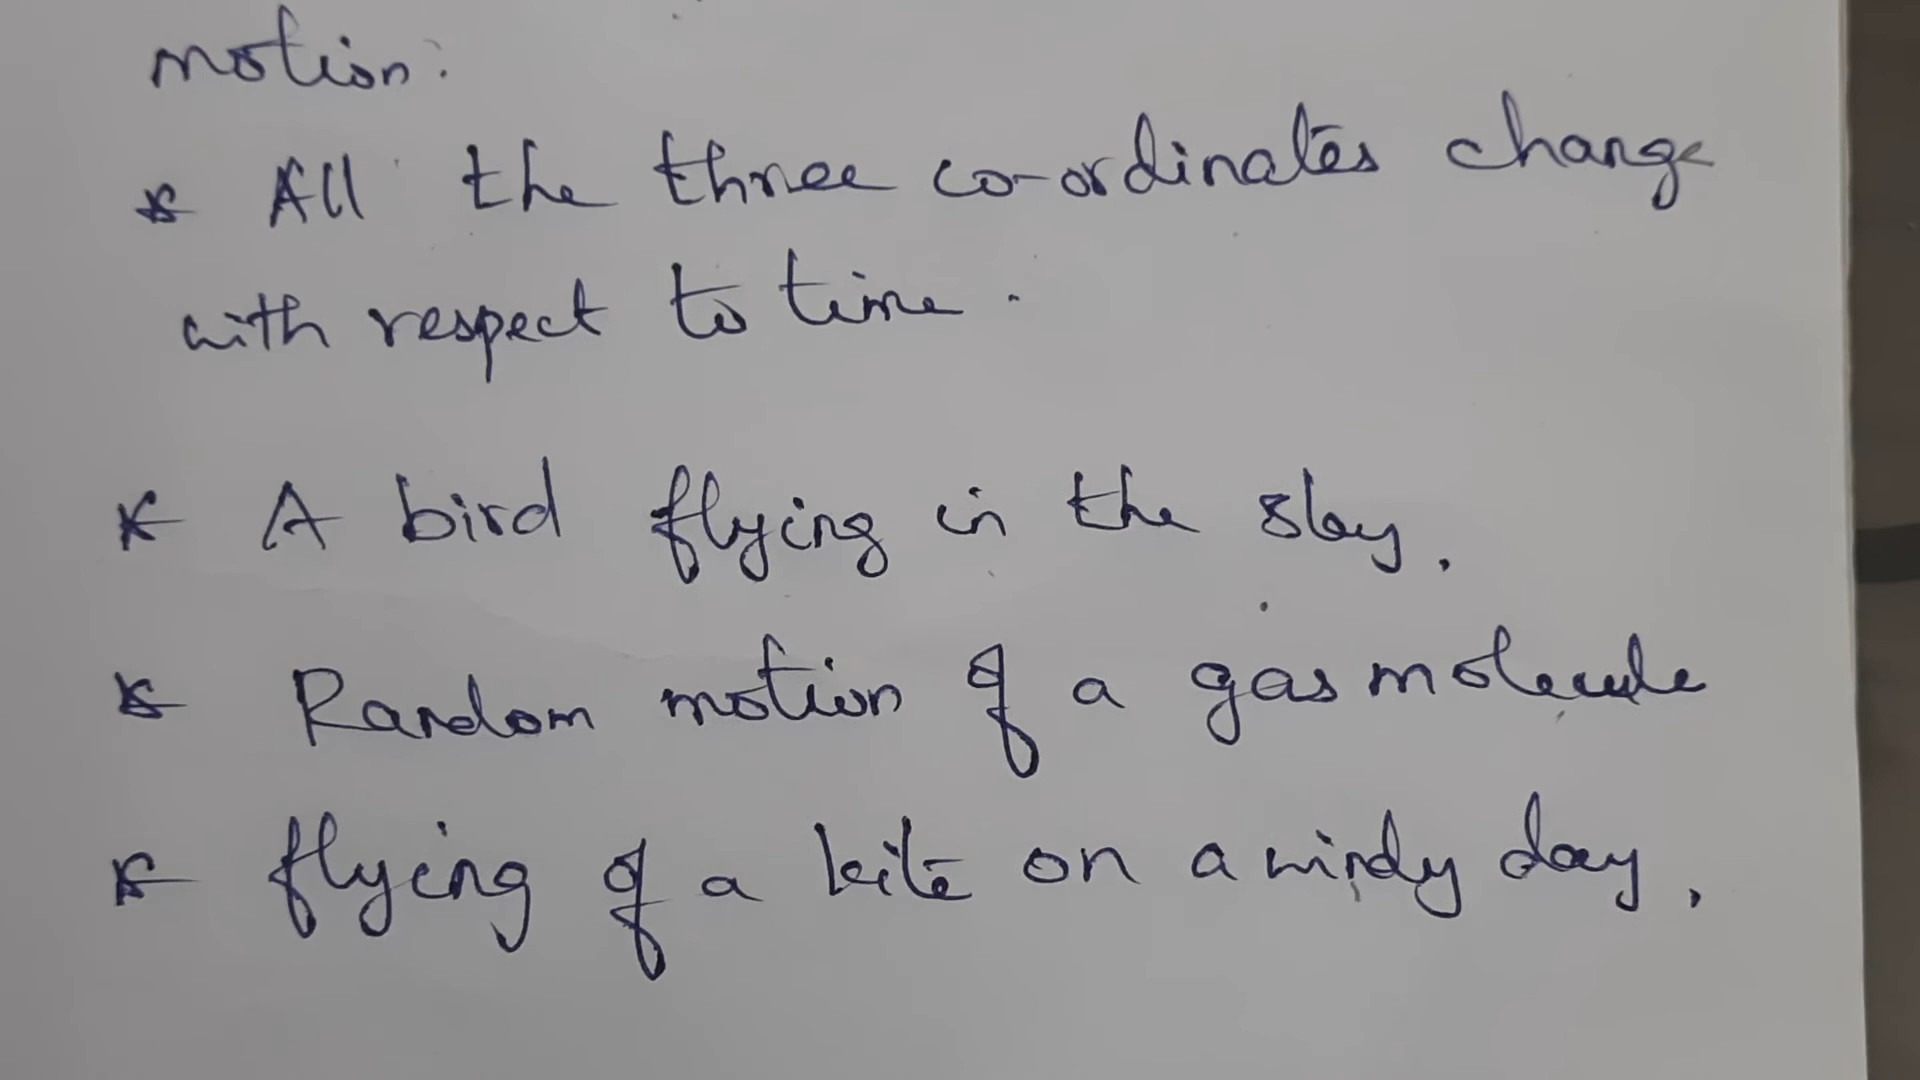 motion:
* All the three co-ordinates change
with respect to time.
* A bird flying in the sky.
* Random motion of a gas molecule
* flying of a kite on a windy day.